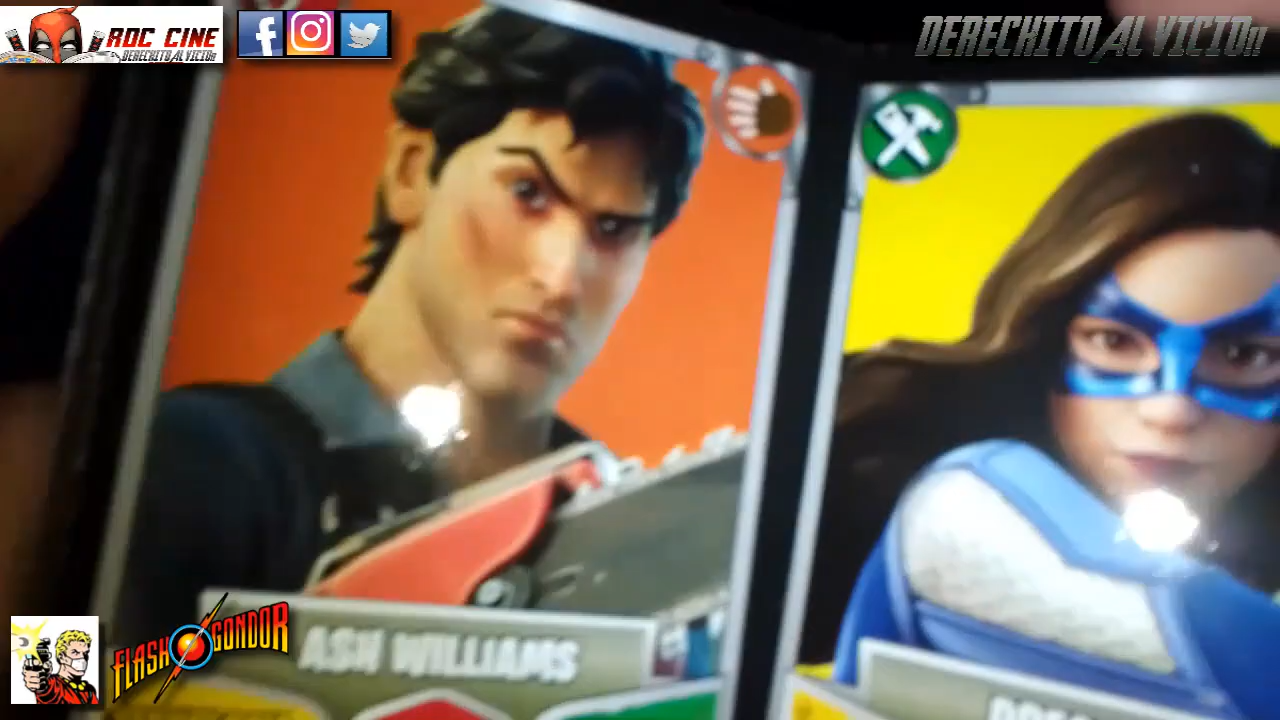 ROC CINE
DERECHITO AL VICIO!!
DERECHITO AL VICIO!!
ASH WILLIAMS
FLASH GONDOR